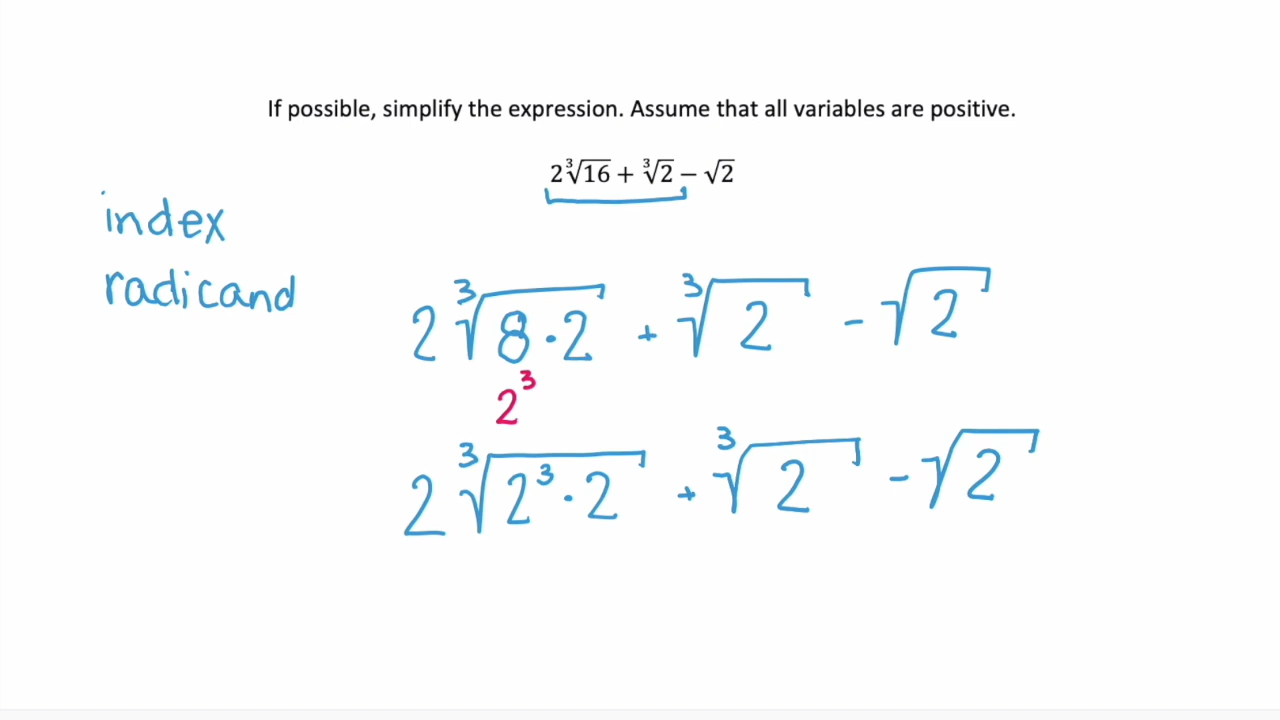 If possible, simplify the expression. Assume that all variables are positive.
2∛16 + ∛2 − √2
index
radicand
2∛8·2 + ∛2 - √2
2³
2∛2³·2 + ∛2 - √2